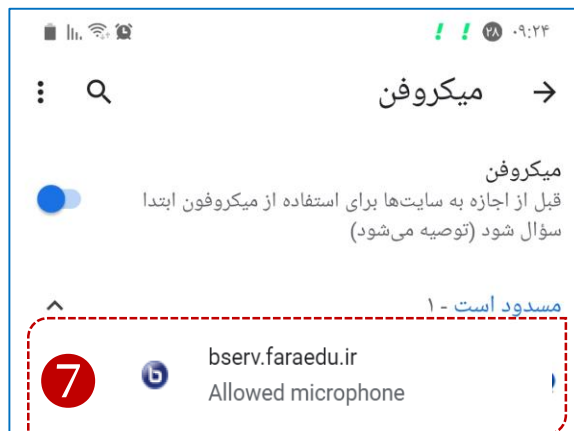 ۰۹:۲۴ ۲۸
میکروفن
میکروفن
قبل از اجازه به سایت‌ها برای استفاده از میکروفون ابتدا
سؤال شود (توصیه می‌شود)
مسدود است - ۱
bserv.faraedu.ir
7
Allowed microphone